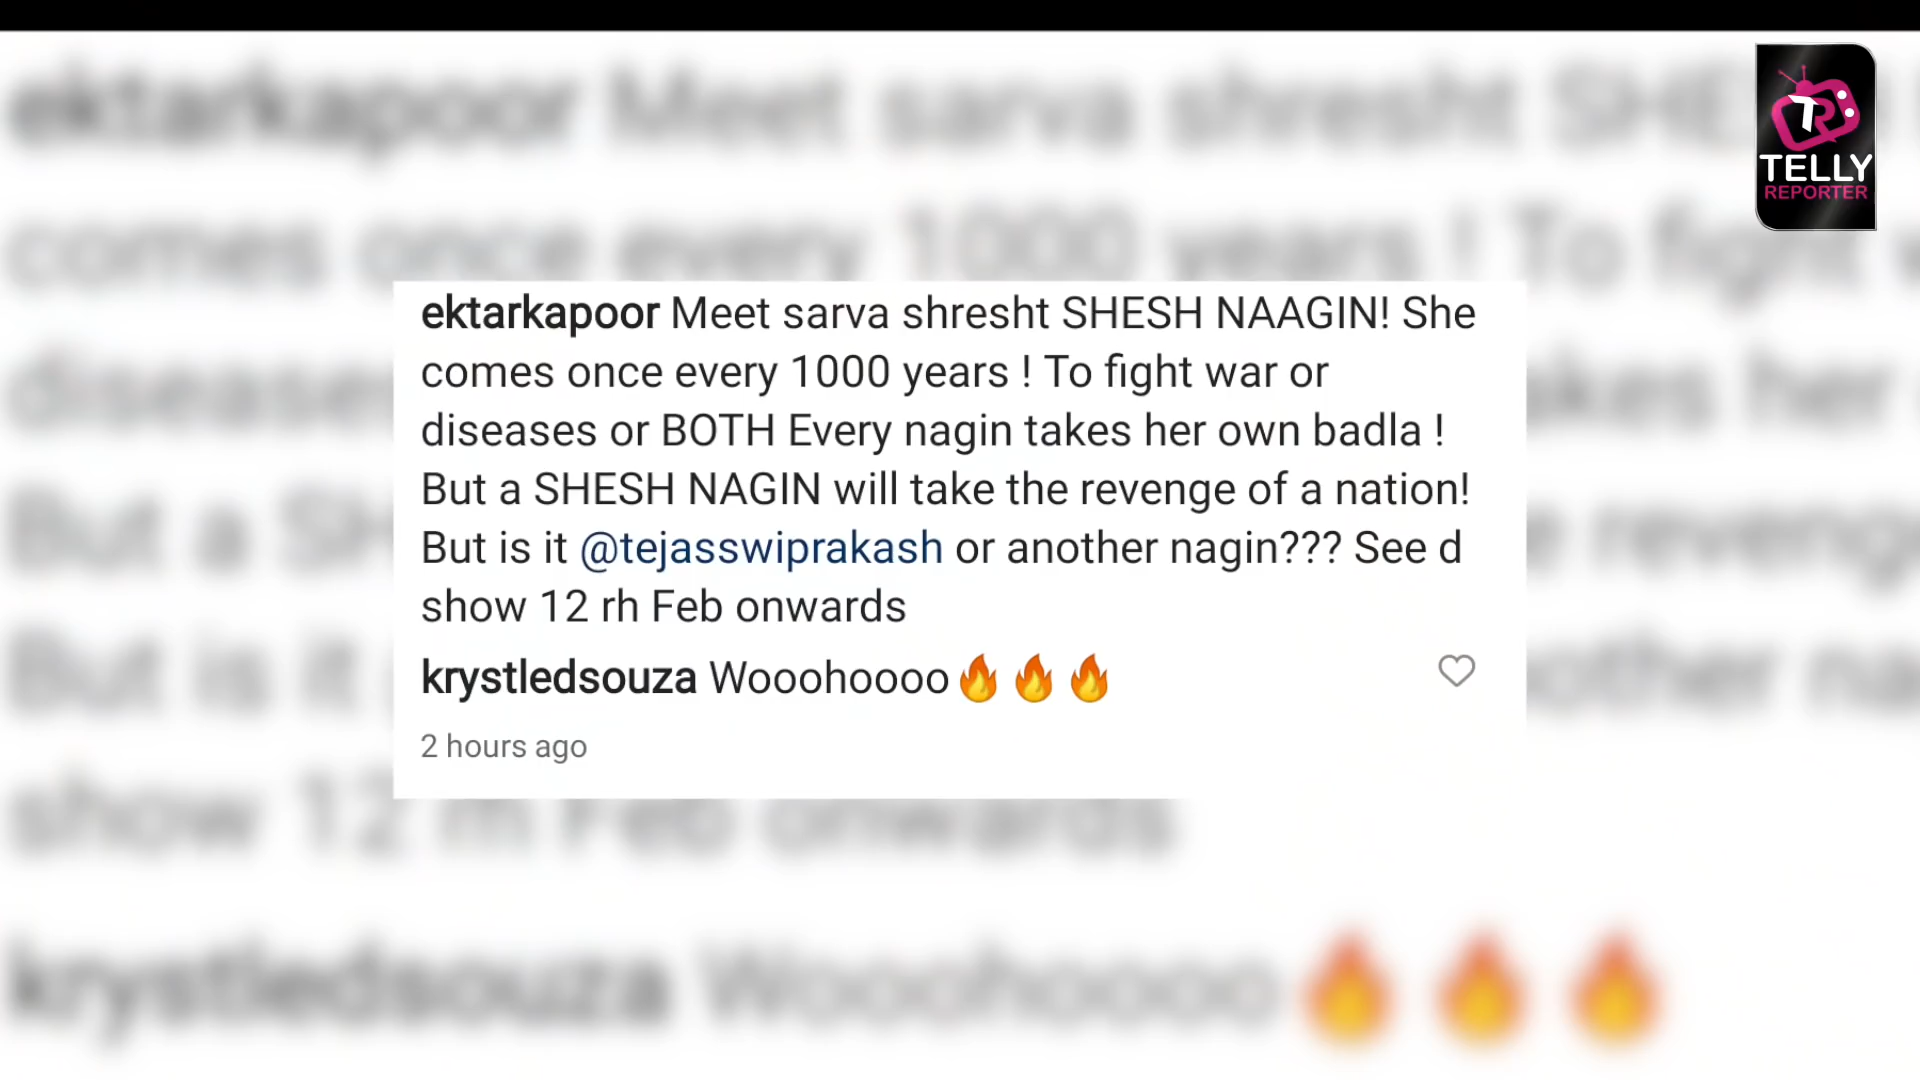 ektarkapoor Meet sarva shresht SHESH NAAGIN! She
comes once every 1000 years ! To fight war or
diseases or BOTH Every nagin takes her own badla !
But a SHESH NAGIN will take the revenge of a nation!
But is it @tejasswiprakash or another nagin??? See d
show 12 rh Feb onwards
krystledsouza Wooohoooo🔥🔥🔥
2 hours ago
TR
TELLY
REPORTER